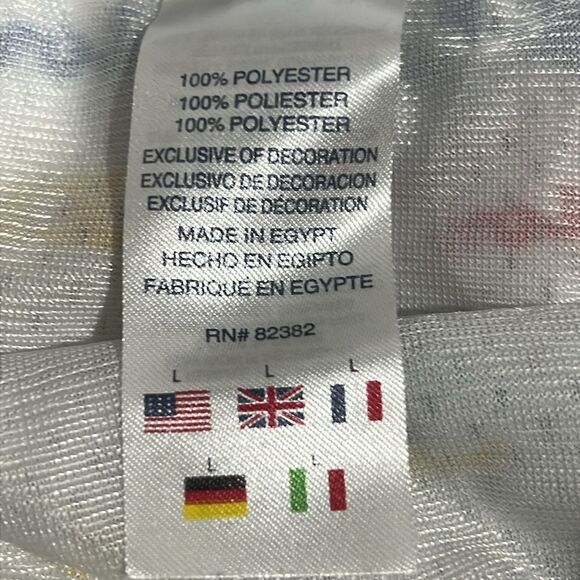 100% POLYESTER
100% POLIESTER
100% POLYESTER
EXCLUSIVE OF DECORATION
EXCLUSIVO DE DECORACION
EXCLUSIF DE DÉCORATION
MADE IN EGYPT
HECHO EN EGIPTO
FABRIQUÉ EN EGYPTE
RN# 82382
L L L
L L